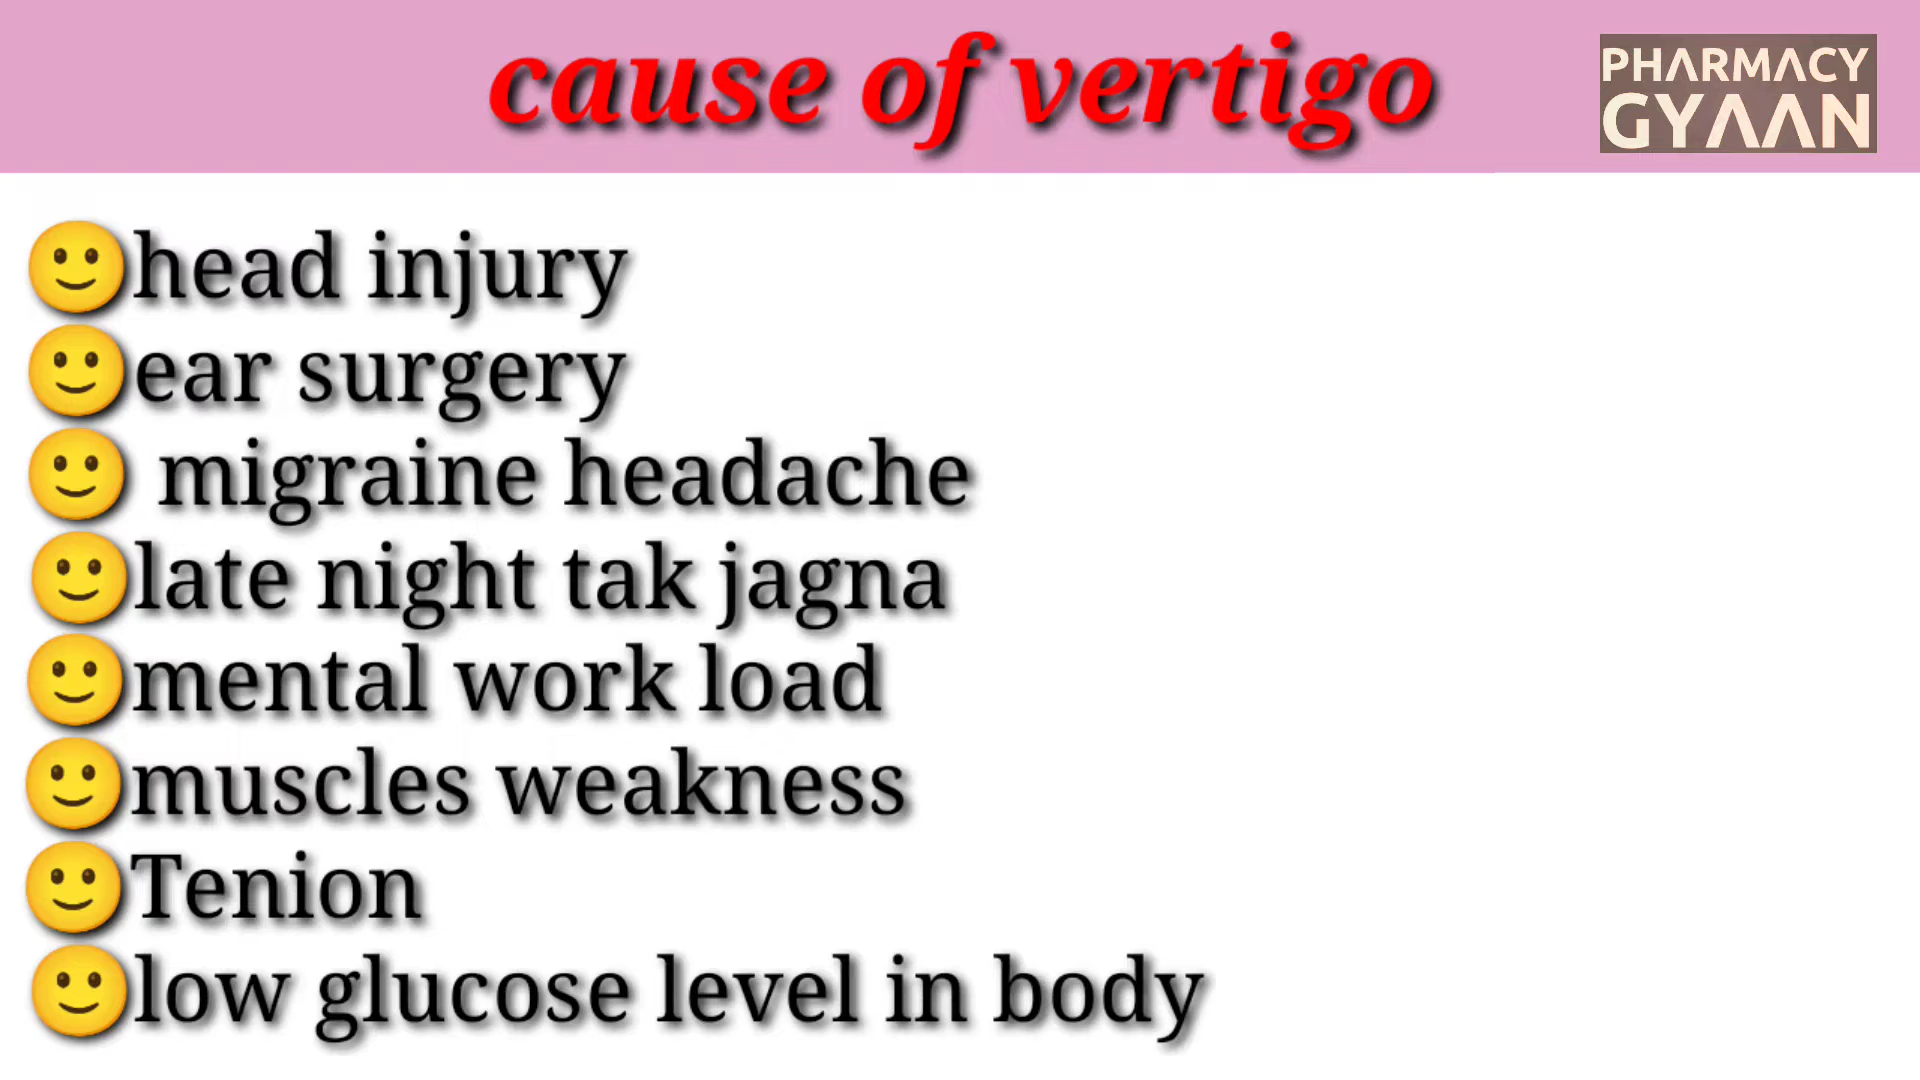 cause of vertigo
PHARMACY
GYAAN
🙂head injury
🙂ear surgery
🙂 migraine headache
🙂late night tak jagna
🙂mental work load
🙂muscles weakness
🙂Tenion
🙂low glucose level in body